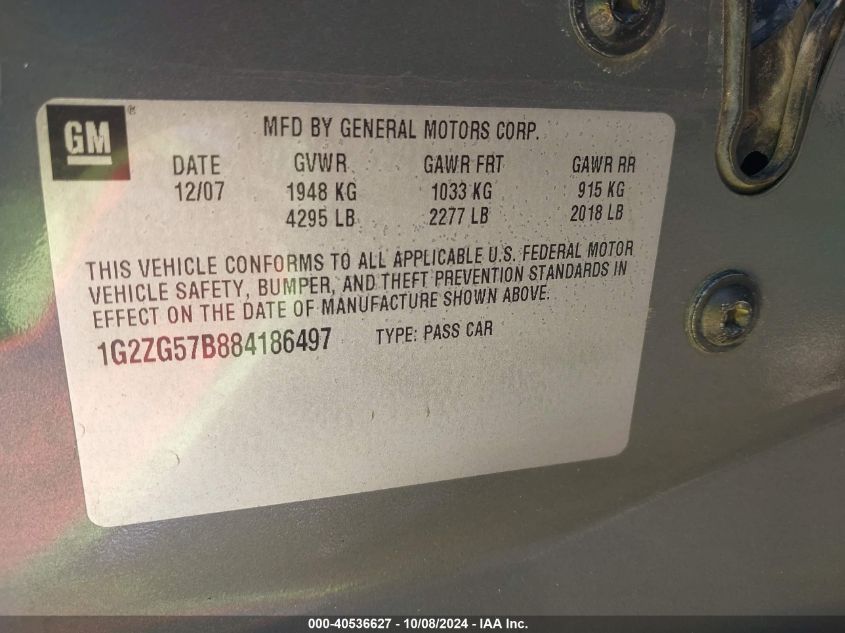 GM ®
MFD BY GENERAL MOTORS CORP.
DATE GVWR GAWR FRT GAWR RR
12/07 1948 KG 1033 KG 915 KG
4295 LB 2277 LB 2018 LB
THIS VEHICLE CONFORMS TO ALL APPLICABLE U.S. FEDERAL MOTOR
VEHICLE SAFETY, BUMPER, AND THEFT PREVENTION STANDARDS IN
EFFECT ON THE DATE OF MANUFACTURE SHOWN ABOVE.
1G2ZG57B884186497 TYPE: PASS CAR
000-40536627 - 10/08/2024 - IAA Inc.